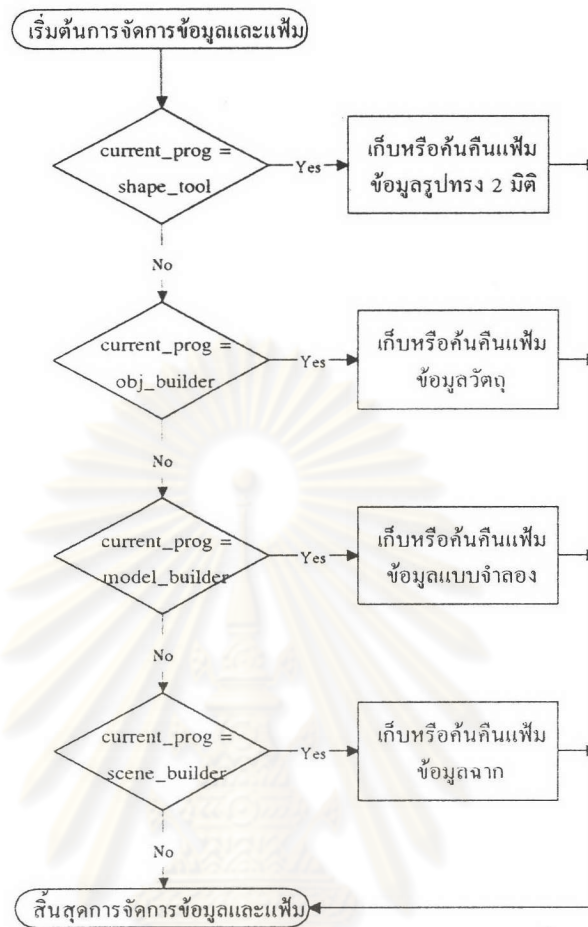 เริ่มต้นการจัดการข้อมูลและแฟ้ม
current_prog =
shape_tool
Yes
เก็บหรือค้นคืนแฟ้ม
ข้อมูลรูปทรง 2 มิติ
No
current_prog =
obj_builder
Yes
เก็บหรือค้นคืนแฟ้ม
ข้อมูลวัตถุ
No
current_prog =
model_builder
Yes
เก็บหรือค้นคืนแฟ้ม
ข้อมูลแบบจำลอง
No
current_prog =
scene_builder
Yes
เก็บหรือค้นคืนแฟ้ม
ข้อมูลฉาก
No
สิ้นสุดการจัดการข้อมูลและแฟ้ม